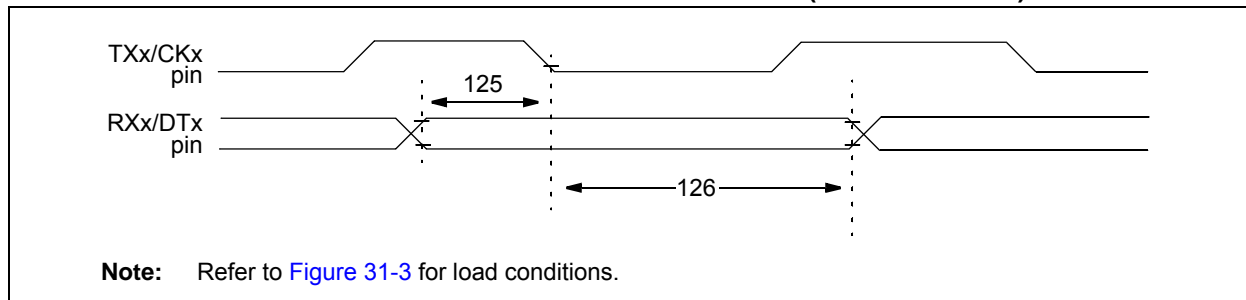 TXx/CKx
pin
125
RXx/DTx
pin
126
Note: Refer to Figure 31-3 for load conditions.